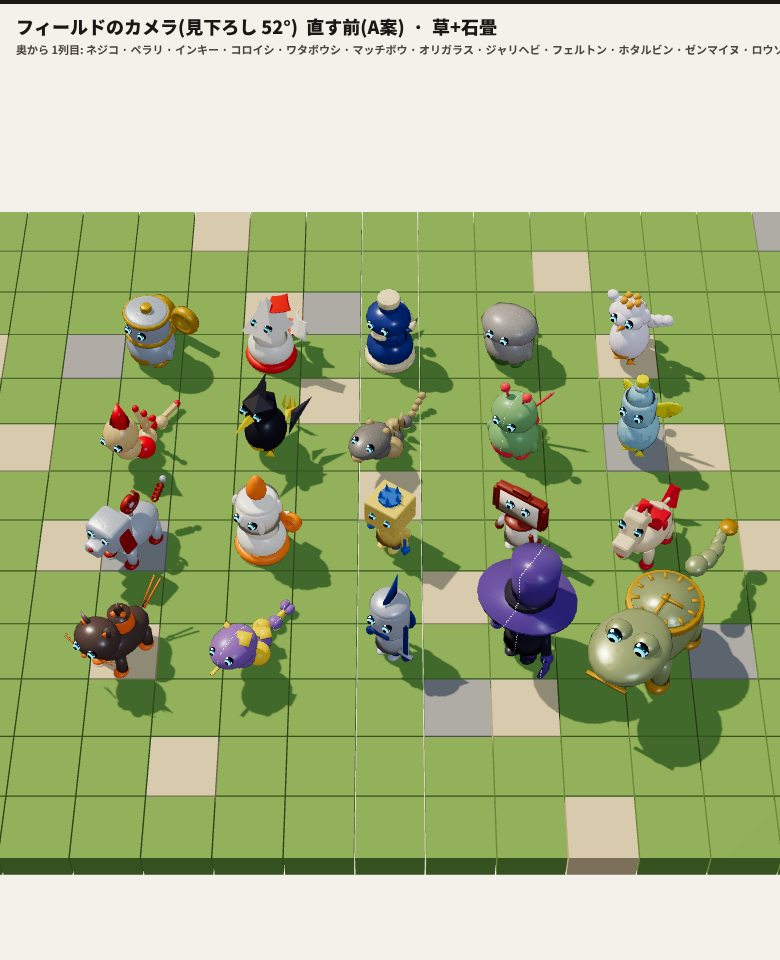 フィールドのカメラ(見下ろし 52°) 直す前(A案) ・ 草+石畳
奥から 1列目: ネジコ・ペラリ・インキー・コロイシ・ワタボウシ・マッチボウ・オリガラス・ジャリヘビ・フェルトン・ホタルビン・ゼンマイヌ・ロウソ